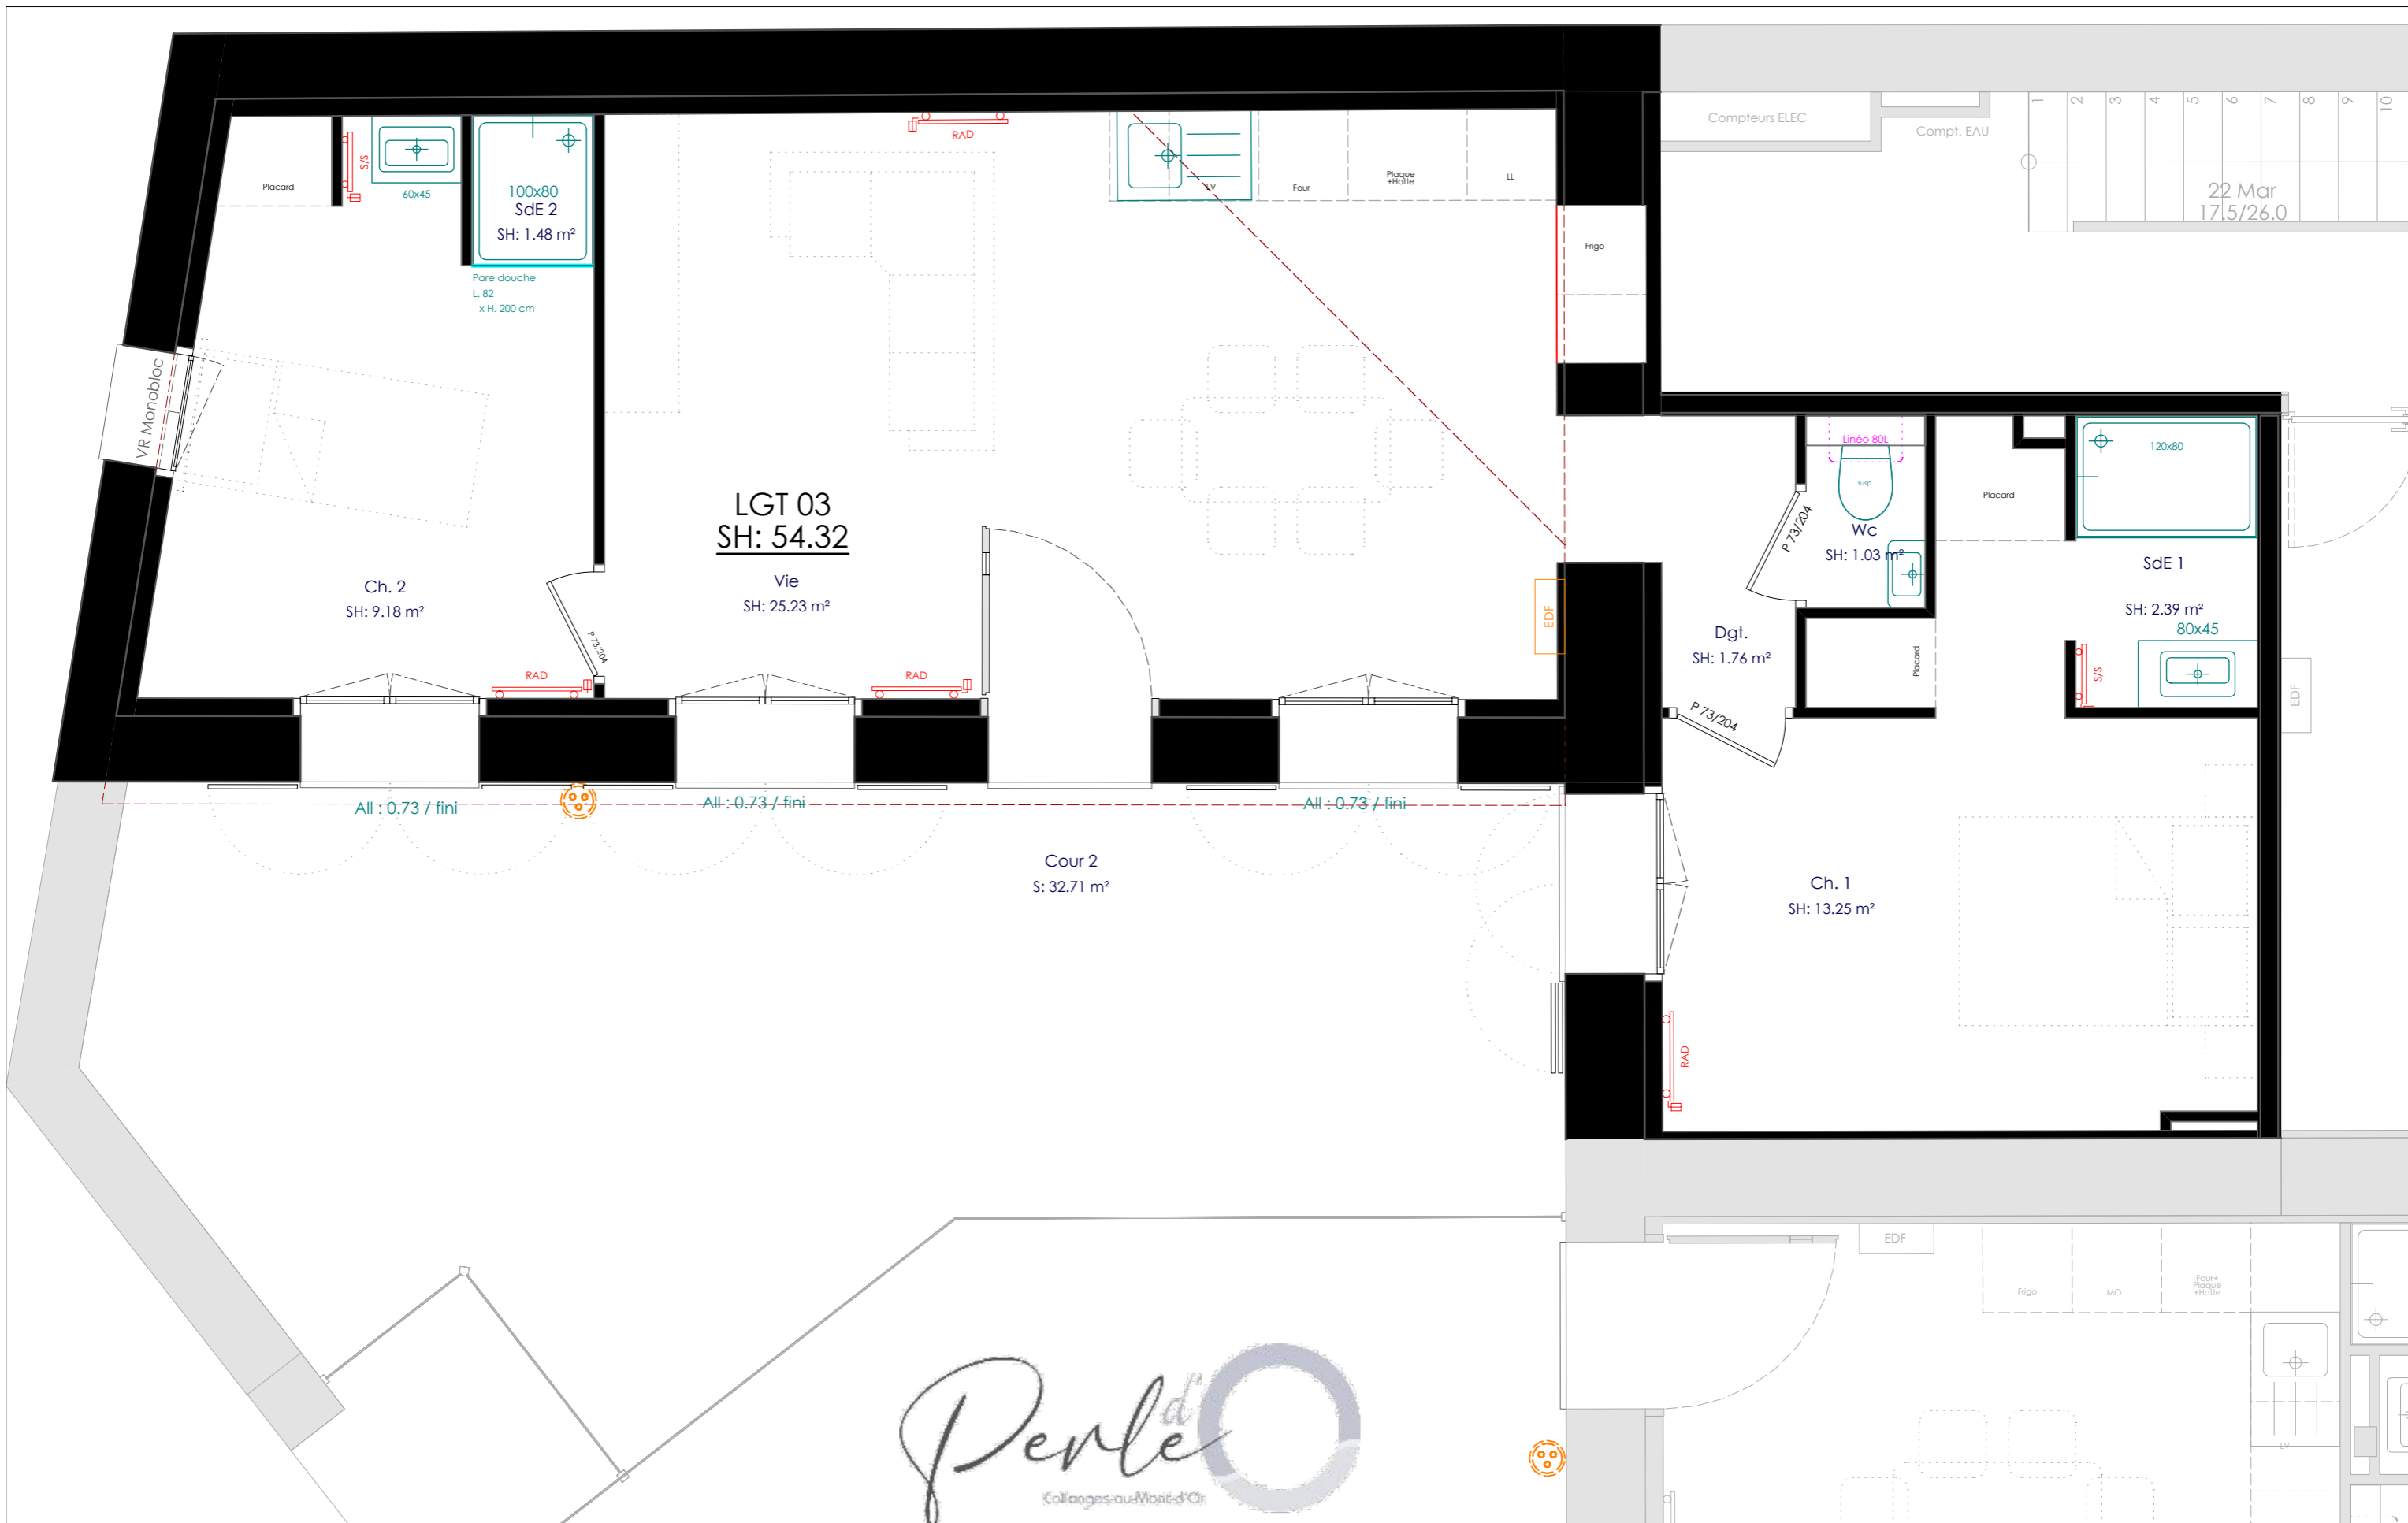 Compteurs ELEC
Compt. EAU
1
2
3
4
5
6
7
8
9
10
22 Mar
17.5/26.0
RAD
S/S
Placard
60x45
100x80
SdE 2
SH: 1.48 m²
Pare douche
L. 82
x H. 200 cm
LV
Four
Plaque
+Hotte
LL
Frigo
VR Monobloc
LGT 03
SH: 54.32
Vie
SH: 25.23 m²
Ch. 2
SH: 9.18 m²
P 73/204
RAD
RAD
EDF
Linéo 80L
susp.
Wc
SH: 1.03 m²
P 73/204
Placard
120x80
SdE 1
SH: 2.39 m²
80x45
S/S
Dgt.
SH: 1.76 m²
Placard
P 73/204
EDF
All : 0.73 / fini
All : 0.73 / fini
All : 0.73 / fini
Cour 2
S: 32.71 m²
Ch. 1
SH: 13.25 m²
RAD
EDF
Frigo
MO
Four+
Plaque
+Hotte
LV
Perle d'O
Collonges-au-Mont-d'Or